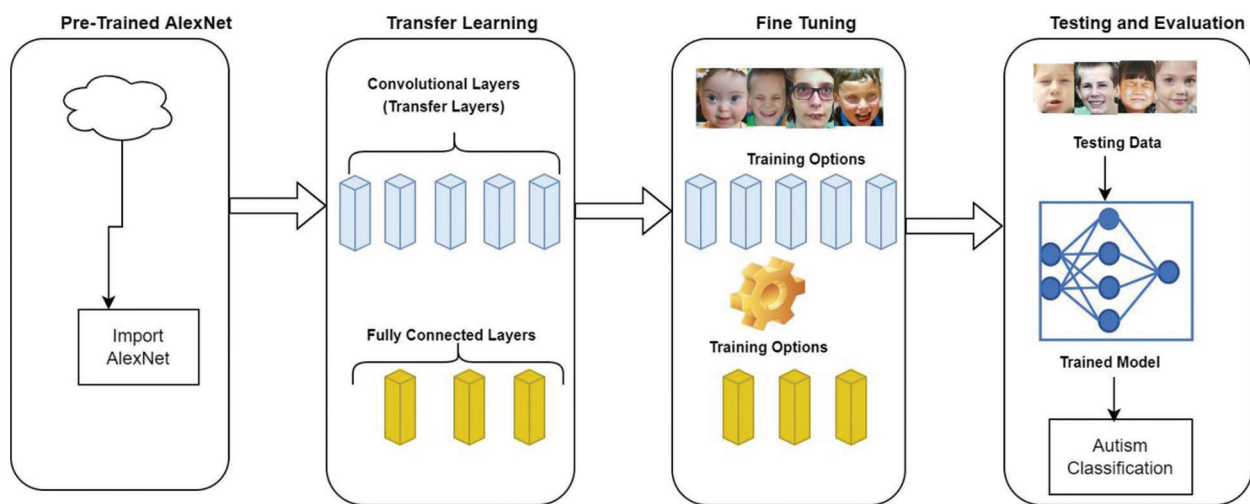 Pre-Trained AlexNet
Import
AlexNet
Transfer Learning
Convolutional Layers
(Transfer Layers)
Fully Connected Layers
Fine Tuning
Training Options
Training Options
Testing and Evaluation
Testing Data
Trained Model
Autism
Classification